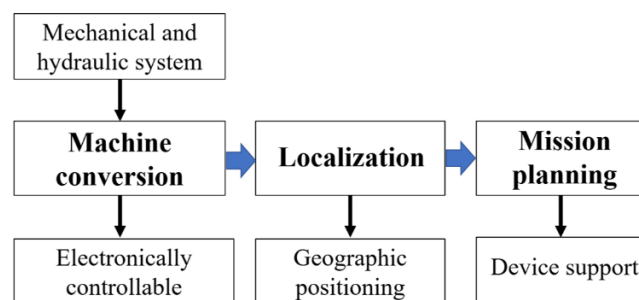 Mechanical and
hydraulic system
Machine
conversion
Localization
Mission
planning
Electronically
controllable
Geographic
positioning
Device support